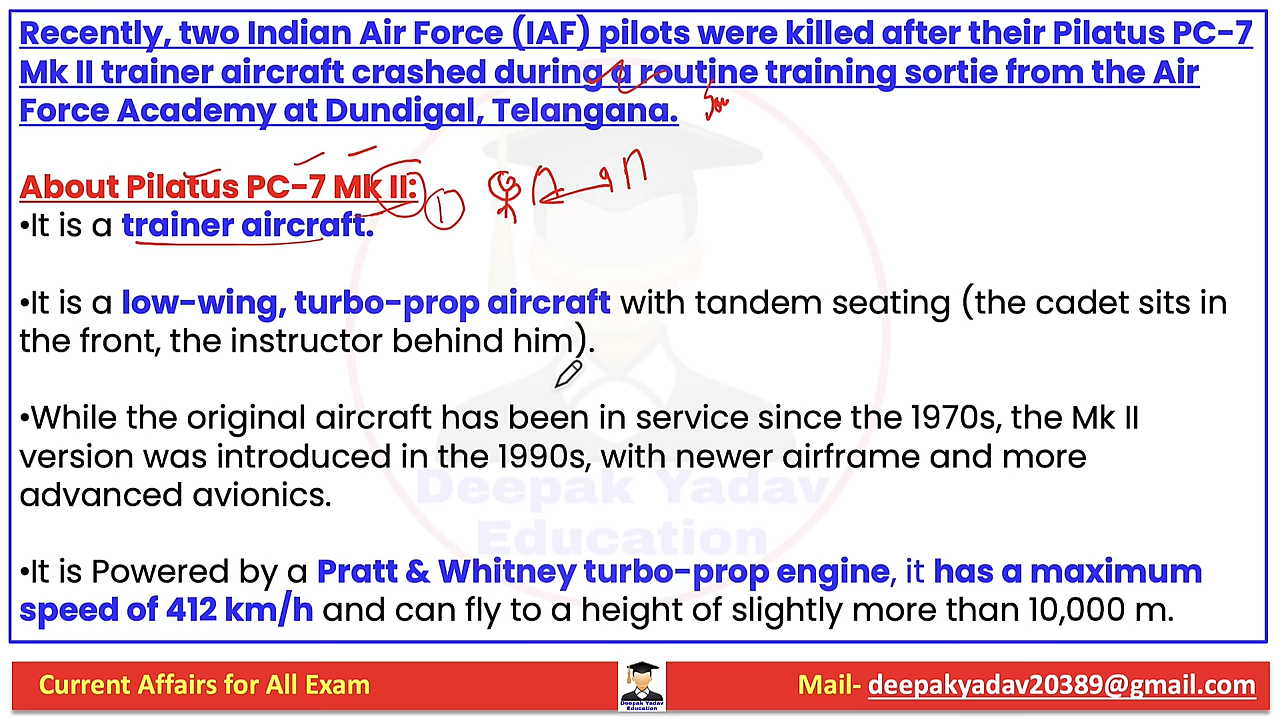 Recently, two Indian Air Force (IAF) pilots were killed after their Pilatus PC-7
Mk II trainer aircraft crashed during a routine training sortie from the Air
Force Academy at Dundigal, Telangana.
About Pilatus PC-7 Mk II:
•It is a trainer aircraft.
•It is a low-wing, turbo-prop aircraft with tandem seating (the cadet sits in
the front, the instructor behind him).
•While the original aircraft has been in service since the 1970s, the Mk II
version was introduced in the 1990s, with newer airframe and more
advanced avionics.
Deepak Yadav
Education
•It is Powered by a Pratt & Whitney turbo-prop engine, it has a maximum
speed of 412 km/h and can fly to a height of slightly more than 10,000 m.
Current Affairs for All Exam
Deepak Yadav
Education
Mail- deepakyadav20389@gmail.com